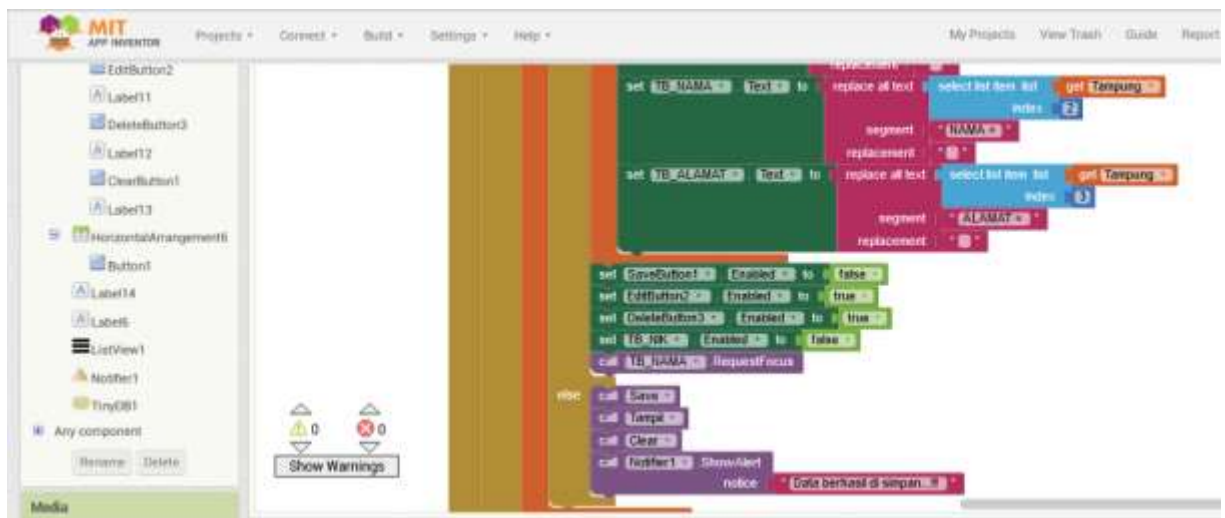 MIT
APP INVENTOR
Projects
Connect
Build
Settings
Help
My Projects
View Trash
Guide
Report
EditButton2
Label11
DeleteButton3
Label12
ClearButton1
Label13
HorizontalArrangement6
Button1
Label14
Label6
ListView1
Notifier1
TinyDB1
Any component
Rename Delete
Media
0 0
Show Warnings
replacement
set TB_NAMA . Text to replace all text select list item list get Tampung
index 2
segment " NAMA = "
replacement " "
set TB_ALAMAT . Text to replace all text select list item list get Tampung
index 3
segment " ALAMAT = "
replacement " "
set SaveButton1 . Enabled to false
set EditButton2 . Enabled to true
set DeleteButton3 . Enabled to true
set TB_NIK . Enabled to false
call TB_NAMA .RequestFocus
else call Save
call Tampil
call Clear
call Notifier1 .ShowAlert
notice " Data berhasil di simpan...!! "